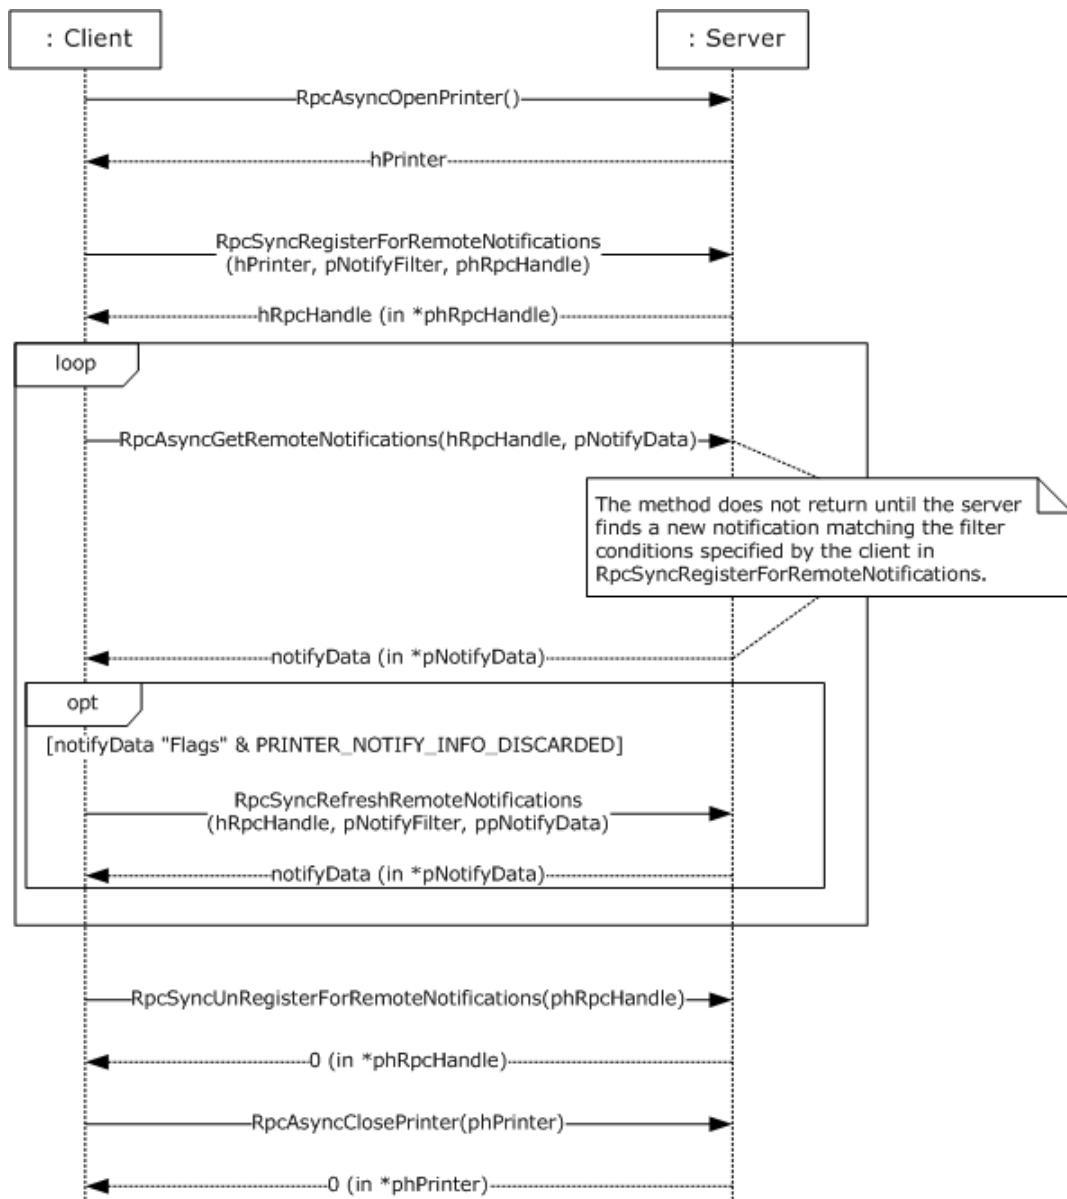 : Client
: Server
RpcAsyncOpenPrinter()
hPrinter
RpcSyncRegisterForRemoteNotifications
(hPrinter, pNotifyFilter, phRpcHandle)
hRpcHandle (in *phRpcHandle)
loop
RpcAsyncGetRemoteNotifications(hRpcHandle, pNotifyData)
The method does not return until the server
finds a new notification matching the filter
conditions specified by the client in
RpcSyncRegisterForRemoteNotifications.
notifyData (in *pNotifyData)
opt
[notifyData "Flags" & PRINTER_NOTIFY_INFO_DISCARDED]
RpcSyncRefreshRemoteNotifications
(hRpcHandle, pNotifyFilter, ppNotifyData)
notifyData (in *pNotifyData)
RpcSyncUnRegisterForRemoteNotifications(phRpcHandle)
0 (in *phRpcHandle)
RpcAsyncClosePrinter(phPrinter)
0 (in *phPrinter)